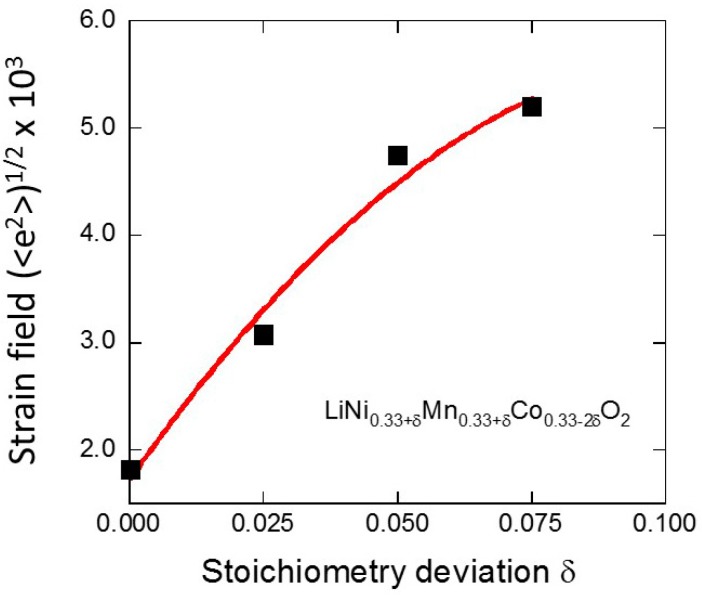 6.0
5.0
4.0
3.0
2.0
Strain field (<e²>)¹/² x 10³
LiNi₀.₃₃₊δMn₀.₃₃₊δCo₀.₃₃₋₂δO₂
0.000 0.025 0.050 0.075 0.100
Stoichiometry deviation δ